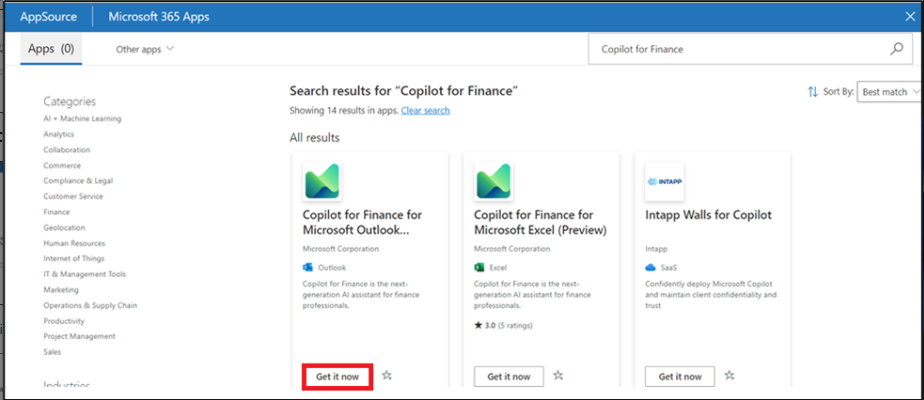 AppSource
Microsoft 365 Apps
Apps (0)
Other apps
Copilot for Finance
Categories
AI + Machine Learning
Analytics
Collaboration
Commerce
Compliance & Legal
Customer Service
Finance
Geolocation
Human Resources
Internet of Things
IT & Management Tools
Marketing
Operations & Supply Chain
Productivity
Project Management
Sales
Industries
Search results for “Copilot for Finance”
Showing 14 results in apps. Clear search
Sort By: Best match
All results
Copilot for Finance for
Microsoft Outlook...
Microsoft Corporation
Outlook
Copilot for Finance is the next-
generation AI assistant for finance
professionals.
Get it now
Copilot for Finance for
Microsoft Excel (Preview)
Microsoft Corporation
Excel
Copilot for Finance is the next-
generation AI assistant for finance
professionals.
3.0 (5 ratings)
Get it now
INTAPP
Intapp Walls for Copilot
Intapp
SaaS
Confidently deploy Microsoft Copilot
and maintain client confidentiality and
trust
Get it now